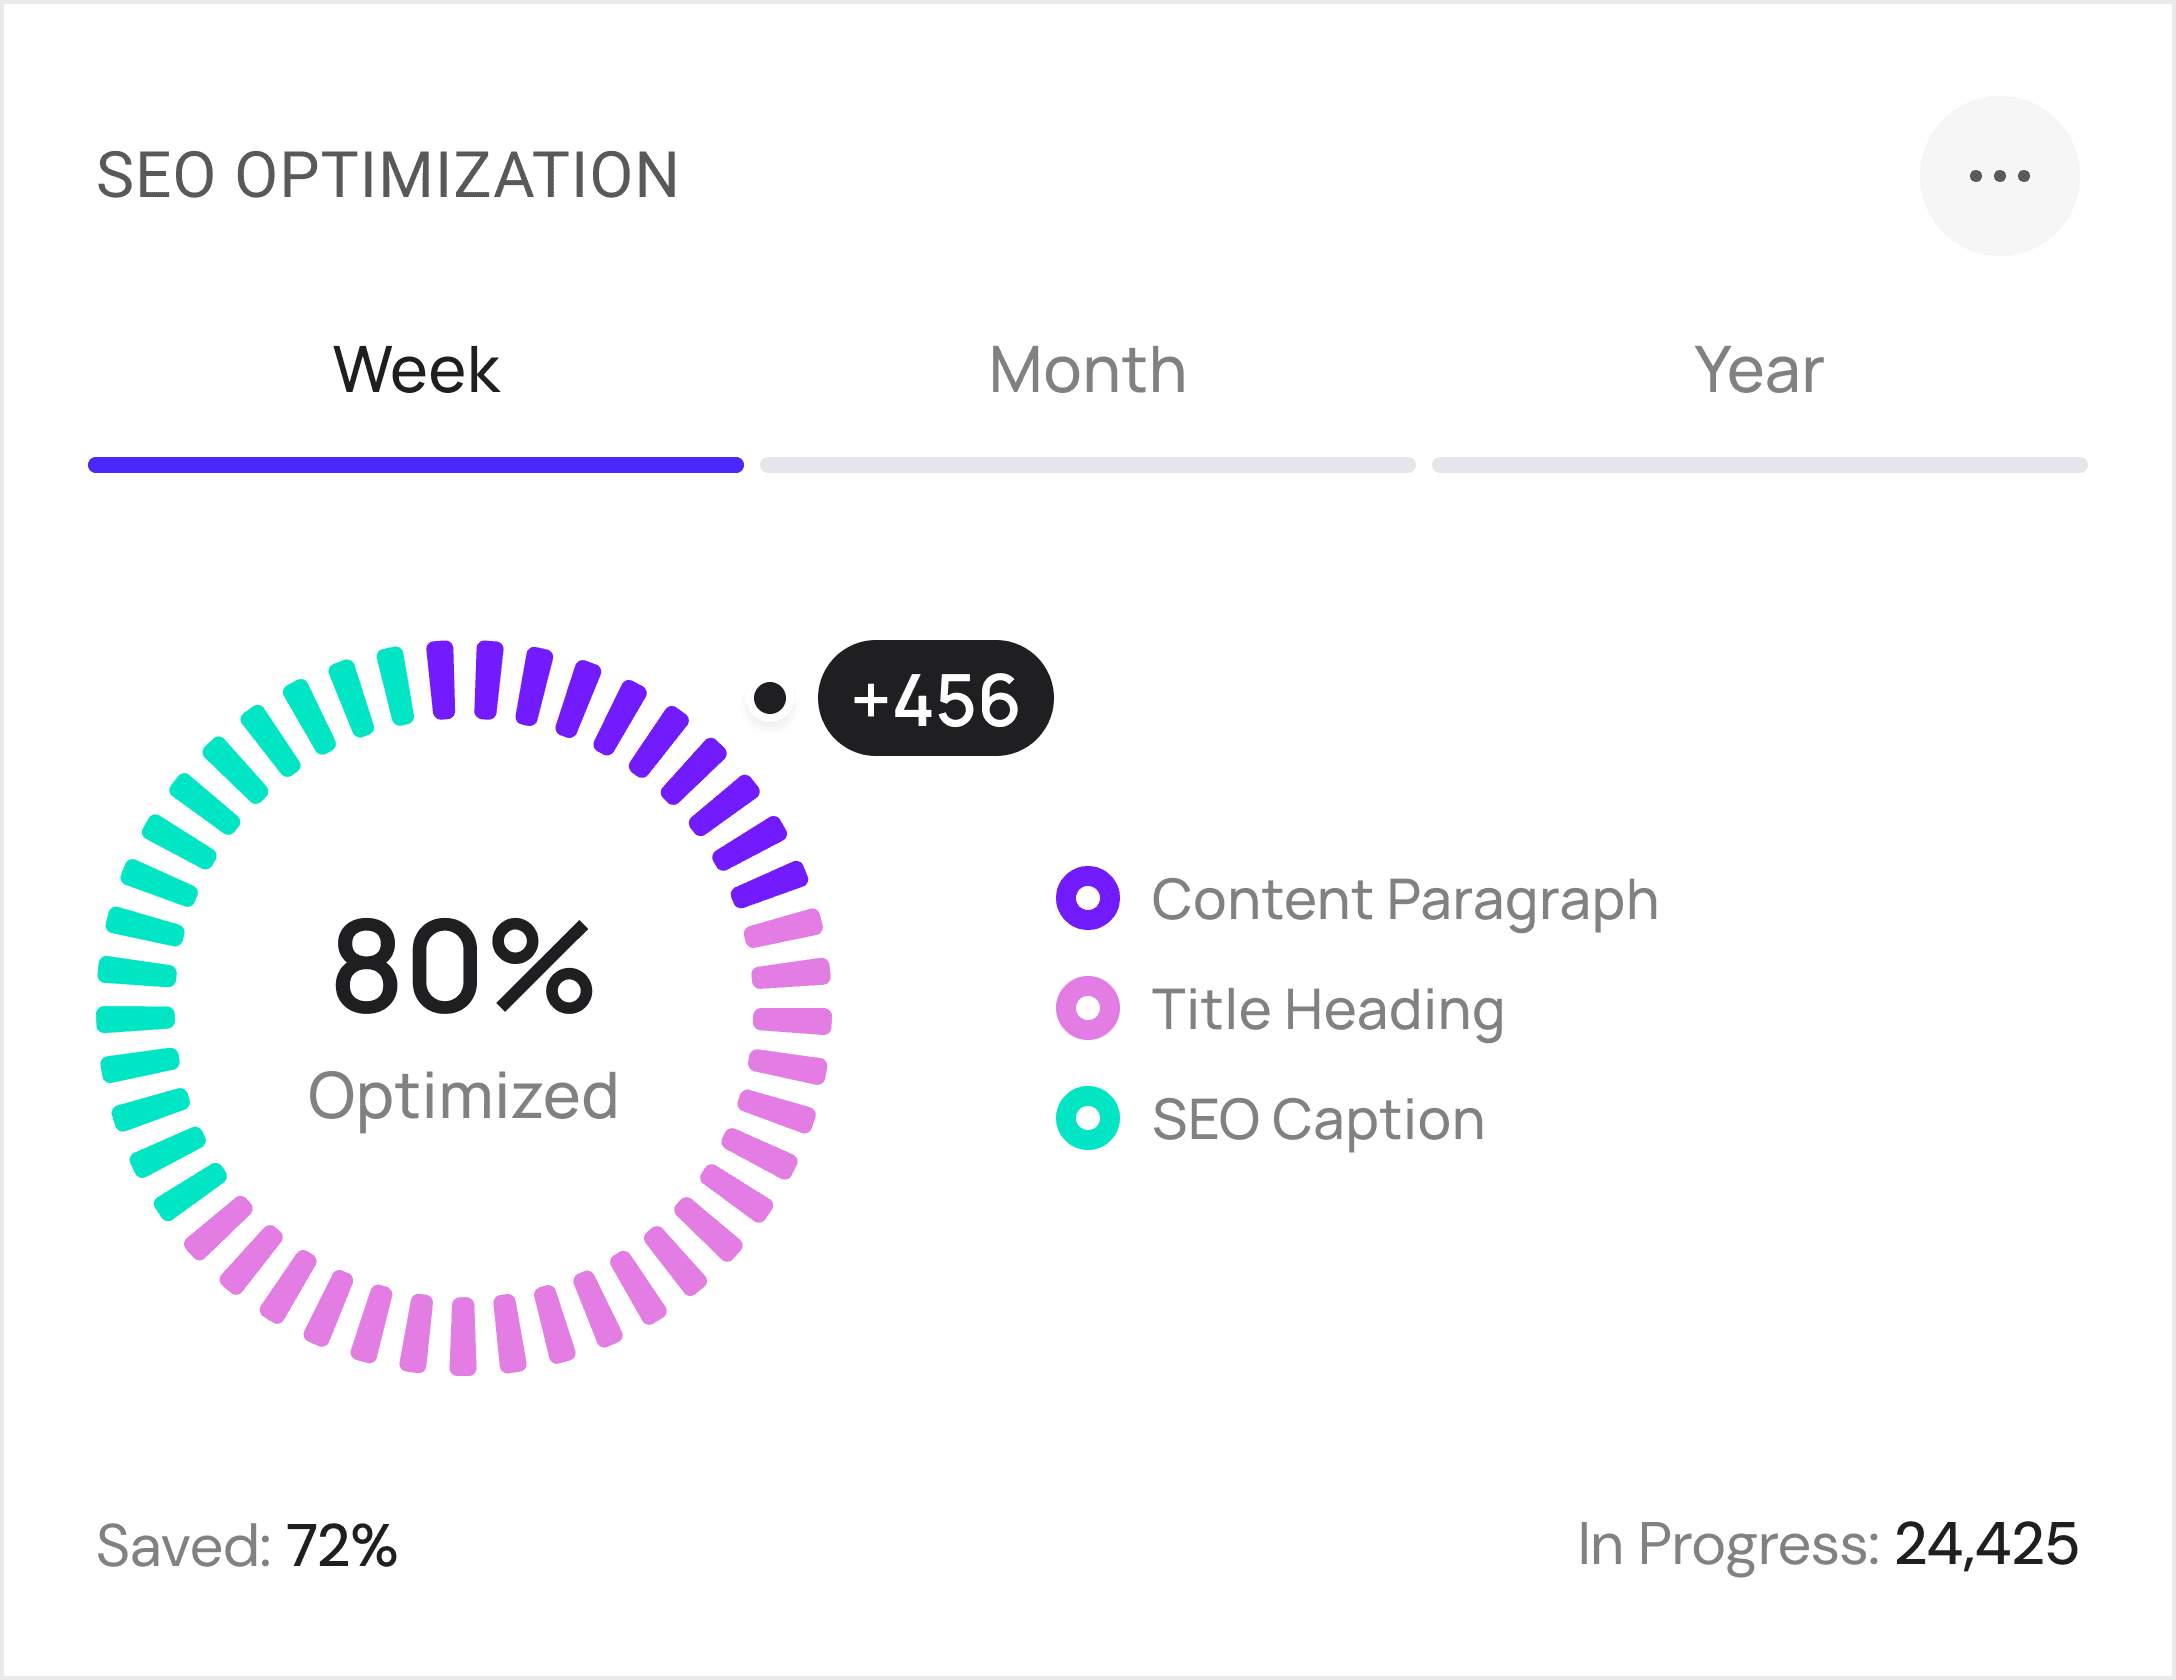 SEO OPTIMIZATION
Week Month Year
+456
80%
Optimized
Content Paragraph
Title Heading
SEO Caption
Saved: 72% In Progress: 24,425